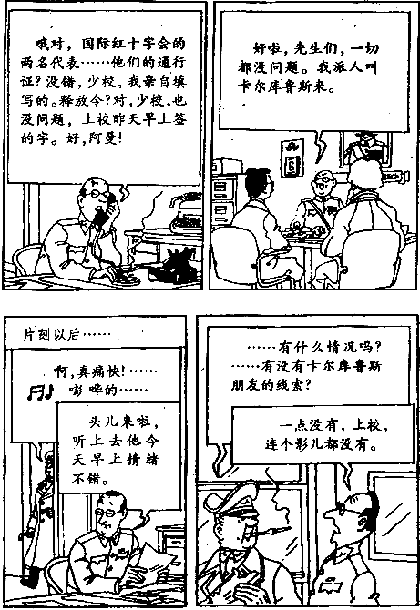 哦对，国际红十字会的
两名代表……他们的通行
证？没错，少校，我亲自填
写的。释放令？对，少校，也
没问题，上校昨天早上签
的字。好，阿曼！
好啦，先生们，一切
都没问题。我派人叫
卡尔库鲁斯来。
片刻以后……
啊，真痛快！……
嘭 哗的……
头儿来啦，
听上去他今
天早上情绪
不错。
……有什么情况吗？
……有没有卡尔库鲁斯
朋友的线索？
一点没有，上校，
连个影儿都没有。